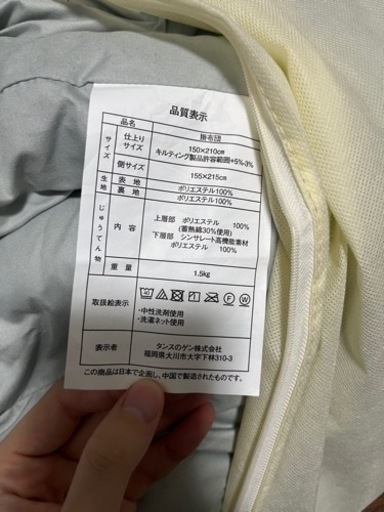 品質表示
品名 掛布団
サイズ 仕上りサイズ 150×210㎝
キルティング製品許容範囲+5%-3%
側サイズ 155×215㎝
生地 表地 ポリエステル100%
裏地 ポリエステル100%
じゅうてん物 内容 上層部 ポリエステル 100%
(蓄熱綿30%使用)
下層部 シンサレート高機能素材
ポリエステル 100%
重量 1.5kg
取扱絵表示 40 F W
・中性洗剤使用
・洗濯ネット使用
表示者 タンスのゲン株式会社
福岡県大川市大字下林310-3
この商品は日本で企画し、中国で製造されたもの